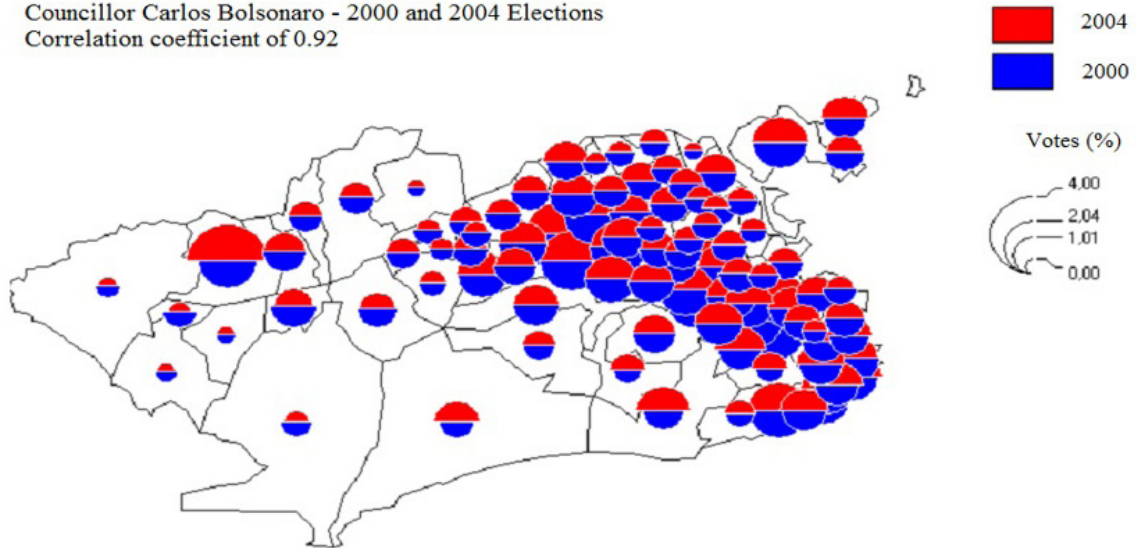 Councillor Carlos Bolsonaro - 2000 and 2004 Elections
Correlation coefficient of 0.92
2004
2000
Votes (%)
4.00
2.04
1.01
0.00